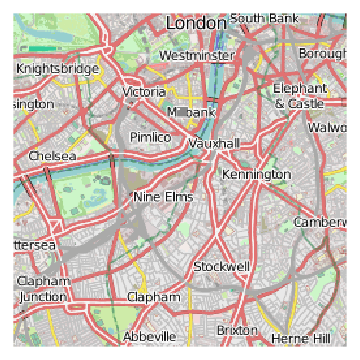 London
South Bank
Westminster
Borough
Knightsbridge
sington
Victoria
Elephant
& Castle
Millbank
Pimlico
Vauxhall
Walwo
Chelsea
Kennington
Nine Elms
Camberw
ttersea
Stockwell
Clapham
Junction
Clapham
Abbeville
Brixton
Herne Hill